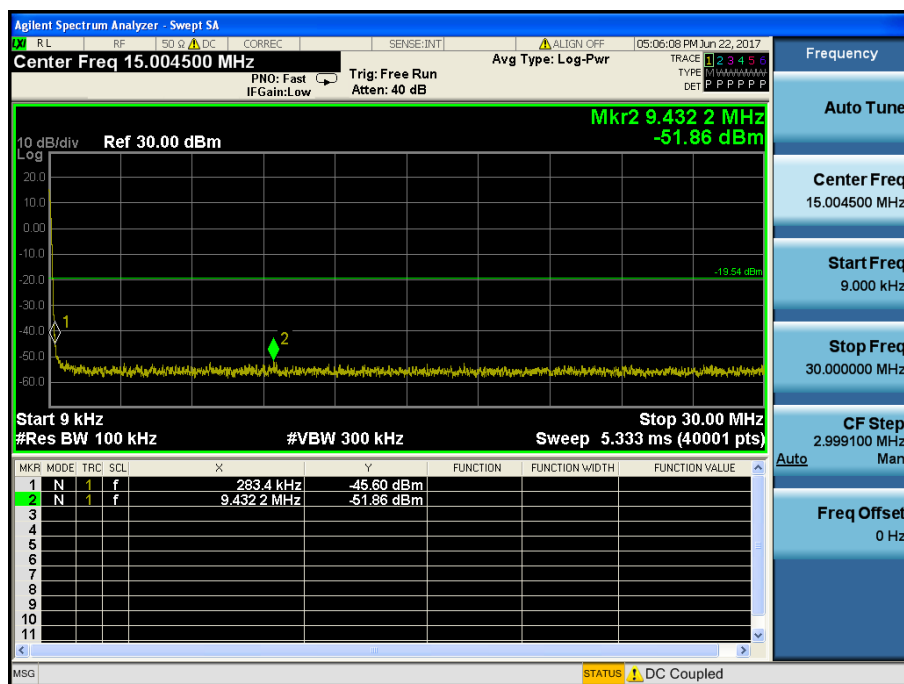 Agilent Spectrum Analyzer - Swept SA
LXI RL RF 50 Ω DC CORREC SENSE:INT ALIGN OFF 05:06:08 PM Jun 22, 2017
Center Freq 15.004500 MHz
PNO: Fast
IFGain:Low
Trig: Free Run
Atten: 40 dB
Avg Type: Log-Pwr
TRACE 1 2 3 4 5 6
TYPE M
DET P P P P P P
Mkr2 9.432 2 MHz
-51.86 dBm
10 dB/div Ref 30.00 dBm
Log
20.0
10.0
0.00
-10.0
-20.0
-30.0
-40.0
-50.0
-60.0
-19.54 dBm
1
2
Start 9 kHz Stop 30.00 MHz
#Res BW 100 kHz #VBW 300 kHz Sweep 5.333 ms (40001 pts)
MKR MODE TRC SCL X Y FUNCTION FUNCTION WIDTH FUNCTION VALUE
1 N 1 f 283.4 kHz -45.60 dBm
2 N 1 f 9.432 2 MHz -51.86 dBm
3
4
5
6
7
8
9
10
11
MSG STATUS DC Coupled
Frequency
Auto Tune
Center Freq
15.004500 MHz
Start Freq
9.000 kHz
Stop Freq
30.000000 MHz
CF Step
2.999100 MHz
Auto Man
Freq Offset
0 Hz